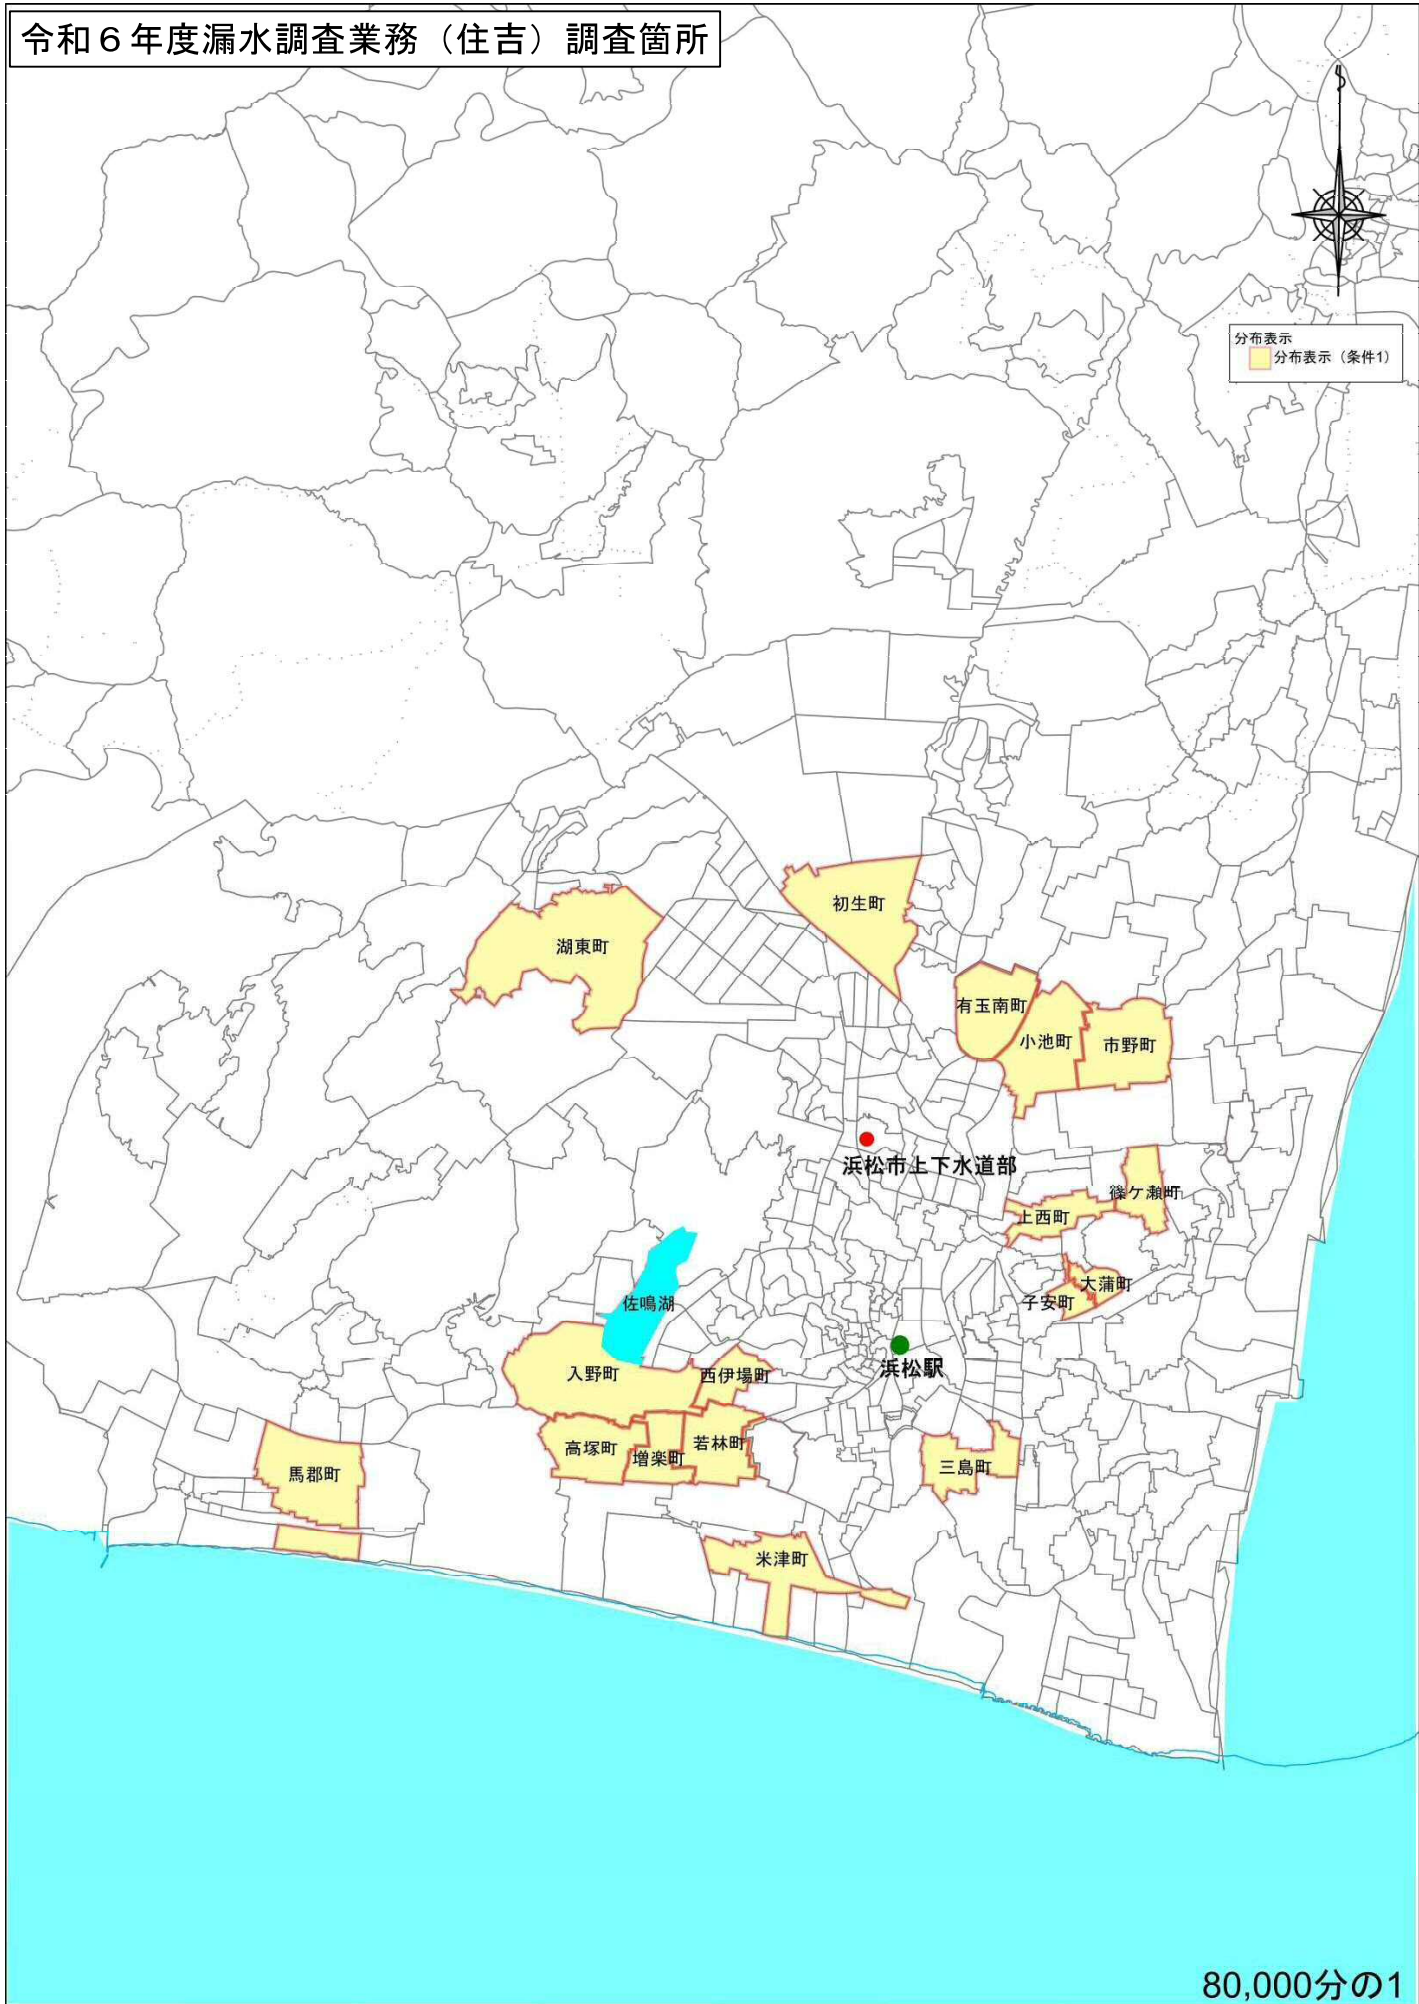 令和６年度漏水調査業務（住吉）調査箇所
分布表示
分布表示（条件1）
初生町
湖東町
有玉南町
小池町
市野町
浜松市上下水道部
篠ケ瀬町
上西町
大蒲町
子安町
佐鳴湖
浜松駅
入野町
西伊場町
高塚町
増楽町
若林町
三島町
馬郡町
米津町
80,000分の1